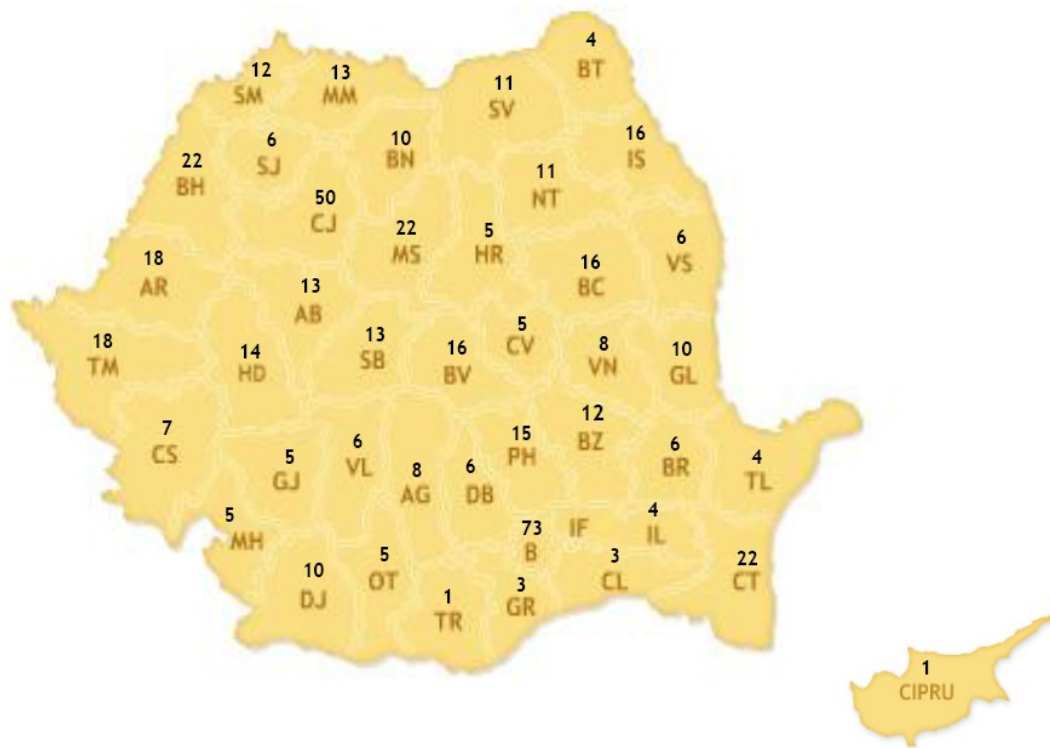 4
BT
12
SM
13
MM
11
SV
6
SJ
10
BN
16
IS
22
BH
11
NT
50
CJ
22
MS
5
HR
6
VS
18
AR
13
AB
16
BC
18
TM
14
HD
13
SB
16
BV
5
CV
8
VN
10
GL
7
CS
5
GJ
6
VL
8
AG
6
DB
15
PH
12
BZ
6
BR
4
TL
5
MH
10
DJ
5
OT
1
TR
73
B
3
GR
IF
3
CL
4
IL
22
CT
1
CIPRU